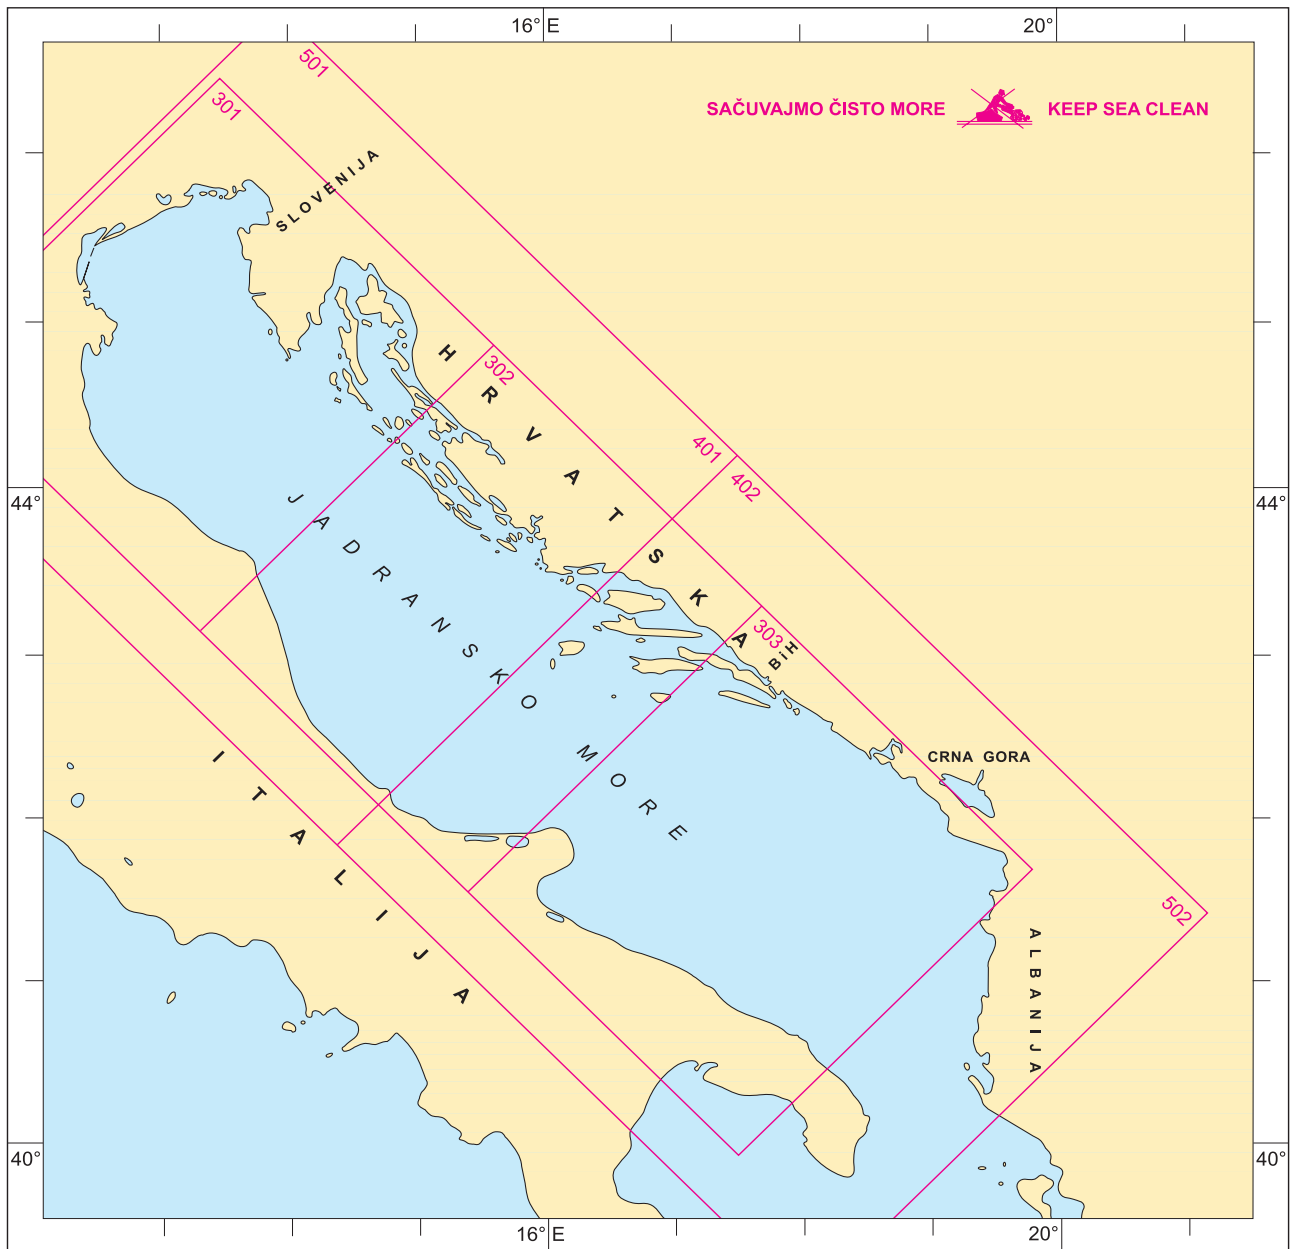 16° E
20°
501
301
SAČUVAJMO ČISTO MORE
KEEP SEA CLEAN
SLOVENIJA
HRVATSKA
302
401
402
44°
44°
JADRANSKO MORE
303
BiH
CRNA GORA
ITALIJA
502
ALBANIJA
40°
40°
16° E
20°